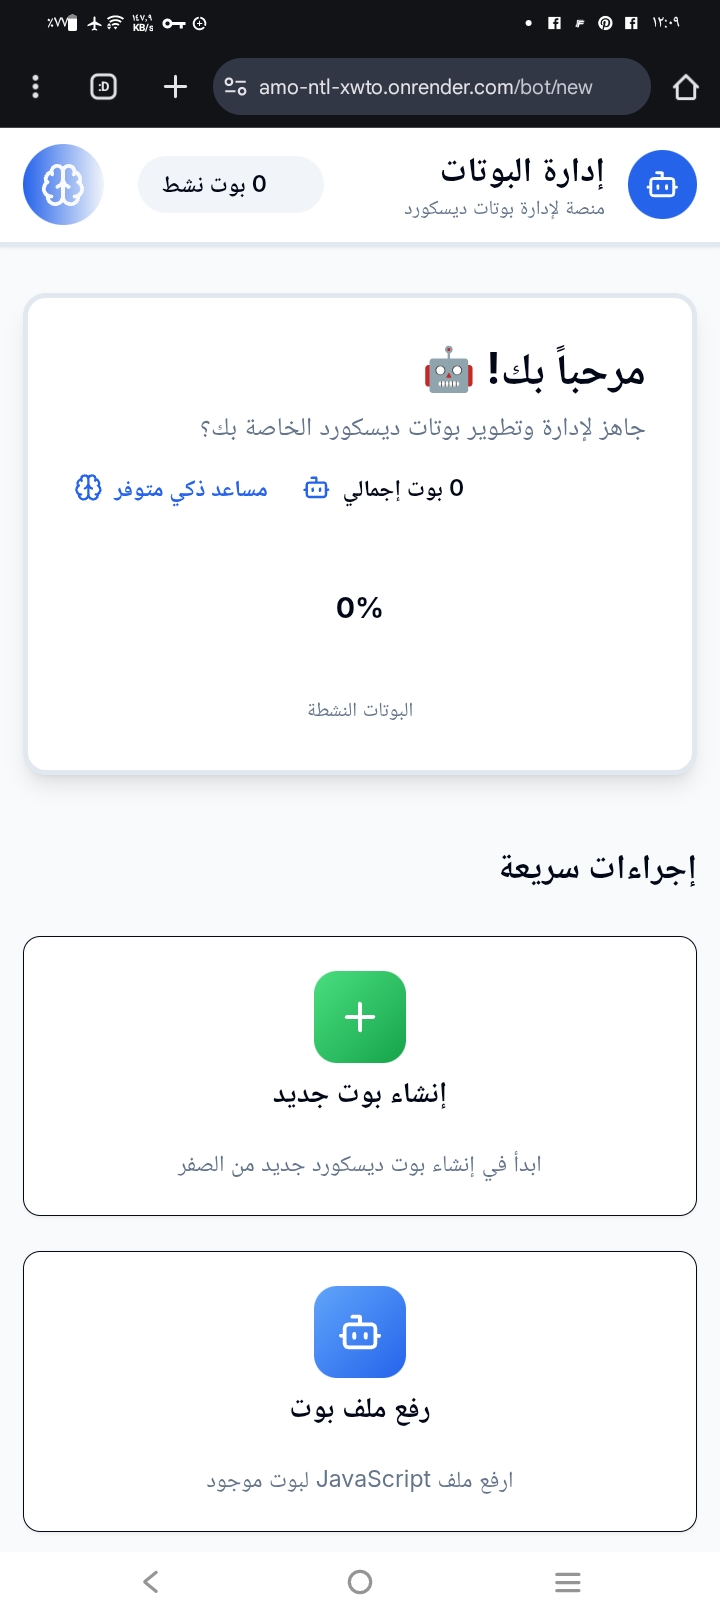 ٪٧٧
١٤٧٫٩
KB/s
١٢:٠٩
:D
amo-ntl-xwto.onrender.com/bot/new
إدارة البوتات
منصة لإدارة بوتات ديسكورد
0 بوت نشط
مرحباً بك! 🤖
جاهز لإدارة وتطوير بوتات ديسكورد الخاصة بك؟
0 بوت إجمالي
مساعد ذكي متوفر
0%
البوتات النشطة
إجراءات سريعة
إنشاء بوت جديد
ابدأ في إنشاء بوت ديسكورد جديد من الصفر
رفع ملف بوت
ارفع ملف JavaScript لبوت موجود